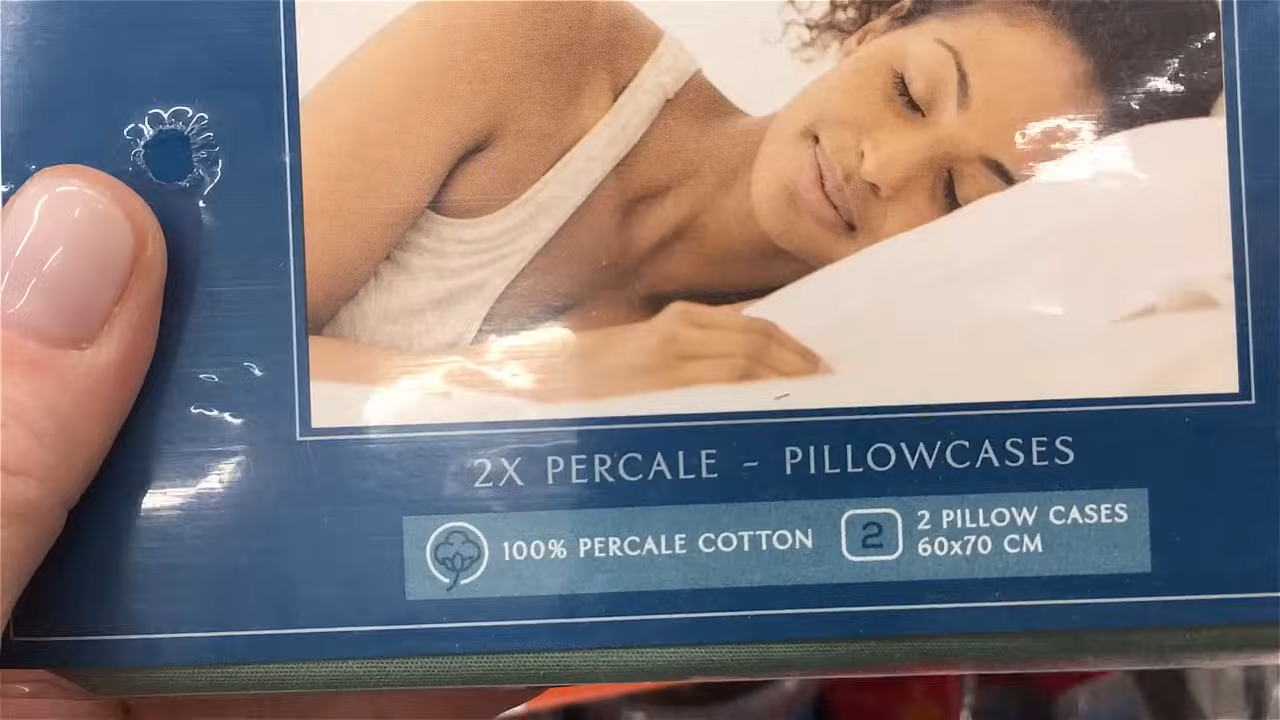 2X PERCALE - PILLOWCASES
100% PERCALE COTTON
2
2 PILLOW CASES
60x70 CM